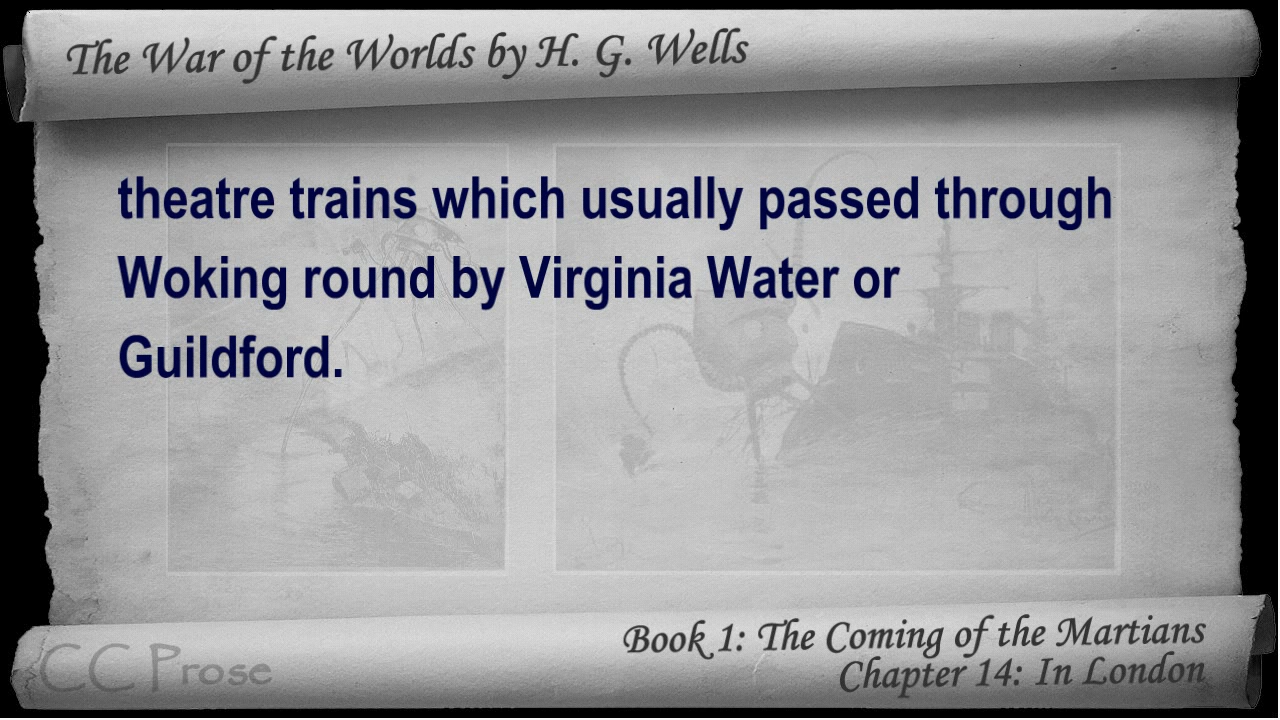 The War of the Worlds by H. G. Wells
theatre trains which usually passed through
Woking round by Virginia Water or
Guildford.
Book 1: The Coming of the Martians
Chapter 14: In London
CC Prose